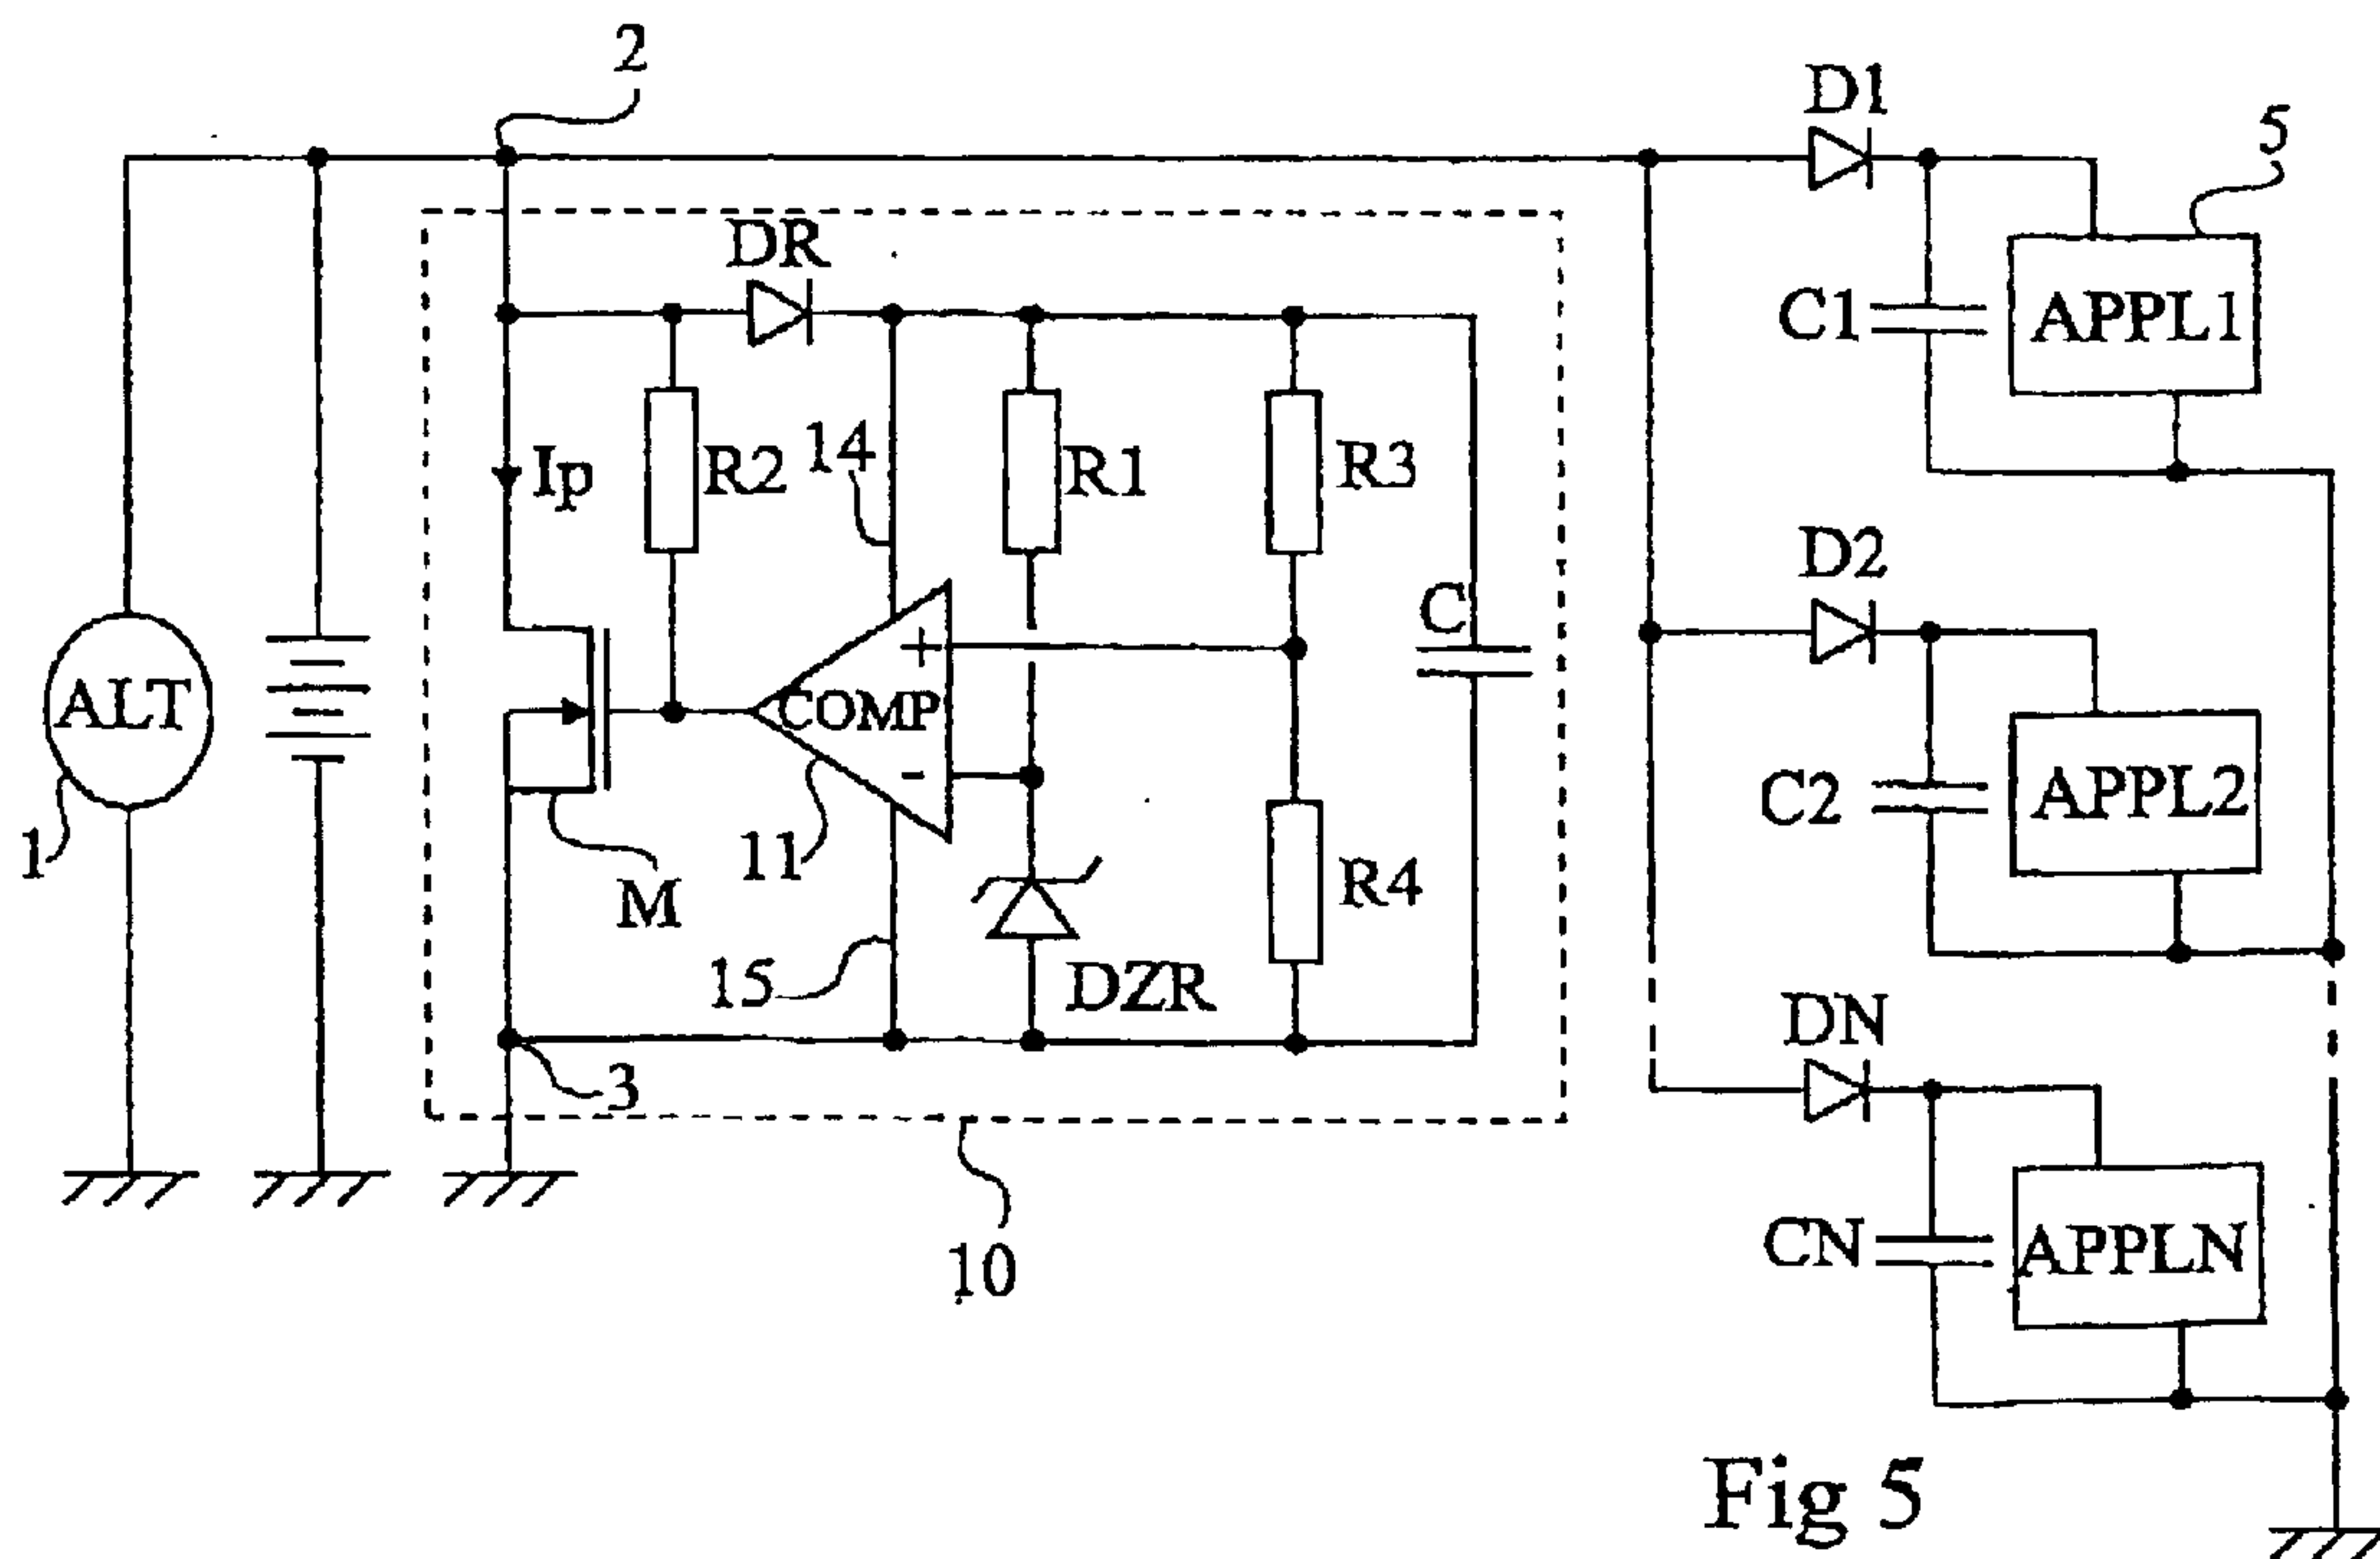 2
D1
5
DR
C1
APPL1
Ip
R2
14
R1
R3
D2
C
+
ALT
COMP
-
C2
APPL2
1
11
M
R4
15
DZR
DN
3
10
CN
APPLN
Fig 5